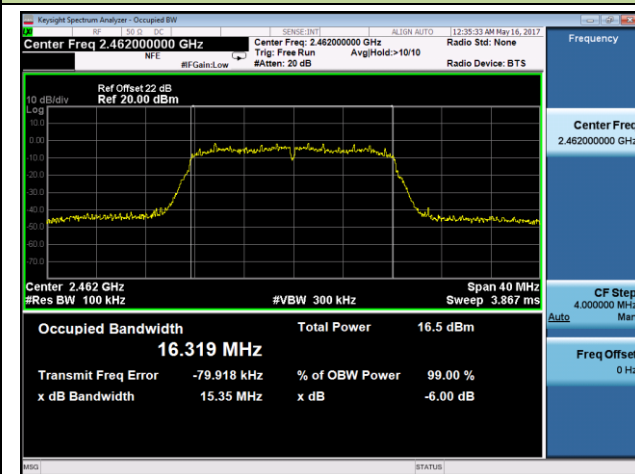 Keysight Spectrum Analyzer - Occupied BW
RF 50 Ω DC SENSE:INT ALIGN AUTO 12:35:33 AM May 16, 2017
Center Freq 2.462000000 GHz
NFE
#IFGain:Low
Center Freq: 2.462000000 GHz
Trig: Free Run Avg|Hold:>10/10
#Atten: 20 dB
Radio Std: None
Radio Device: BTS
Frequency
Ref Offset 22 dB
10 dB/div Ref 20.00 dBm
Log
10.0
0.00
-10.0
-20.0
-30.0
-40.0
-50.0
-60.0
-70.0
Center Freq
2.462000000 GHz
Center 2.462 GHz Span 40 MHz
#Res BW 100 kHz #VBW 300 kHz Sweep 3.867 ms
CF Step
4.000000 MHz
Auto Man
Freq Offset
0 Hz
Occupied Bandwidth Total Power 16.5 dBm
16.319 MHz
Transmit Freq Error -79.918 kHz % of OBW Power 99.00 %
x dB Bandwidth 15.35 MHz x dB -6.00 dB
MSG STATUS